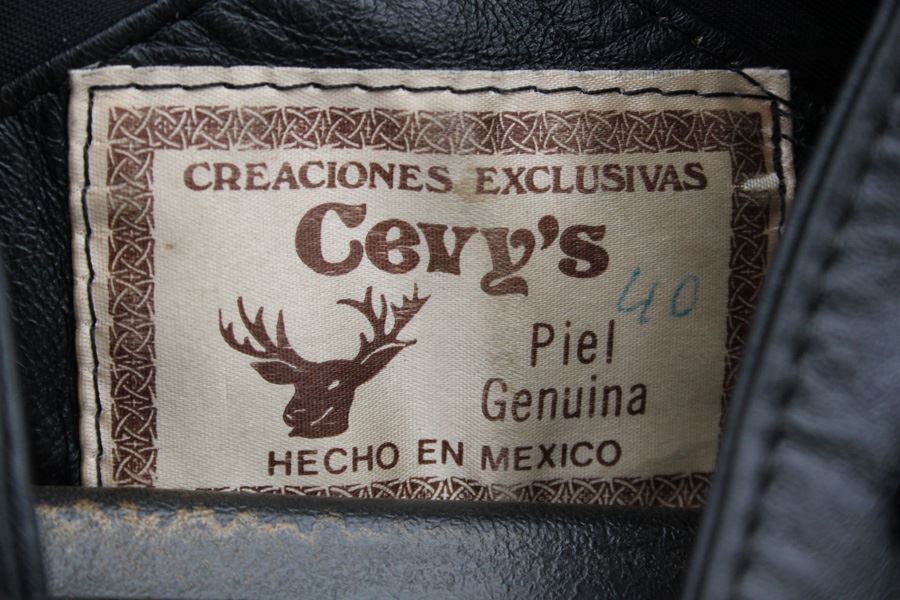 CREACIONES EXCLUSIVAS
Cevy's
40
Piel
Genuina
HECHO EN MEXICO